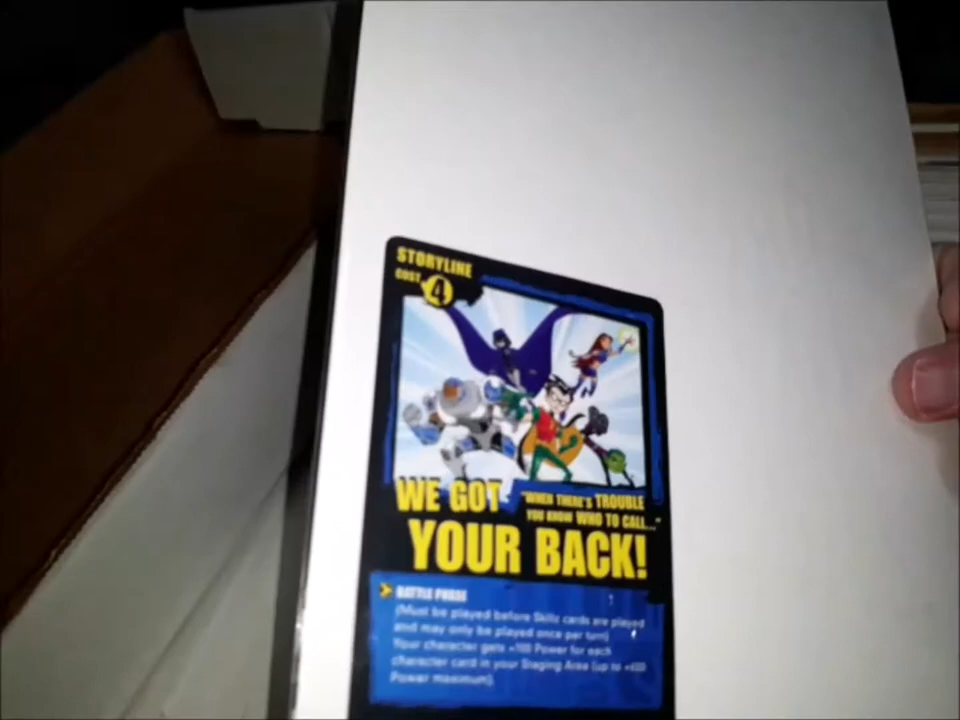 STORYLINE
COST 4
WE GOT
YOUR BACK!
"WHEN THERE'S TROUBLE
YOU KNOW WHO TO CALL..."
BATTLE PHASE
(Must be played before Skillz cards are played
and may only be played once per turn)
Your character gets +100 Power for each
character card in your Staging Area (up to
Power maximum).